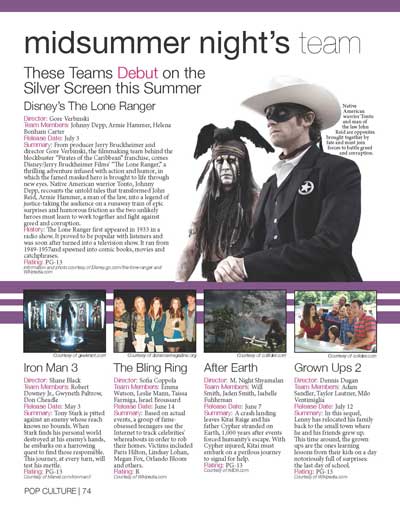 midsummer night's team
These Teams Debut on the
Silver Screen this Summer
Disney's The Lone Ranger
Director: Gore Verbinski
Team Members: Johnny Depp, Armie Hammer, Helena
Bonham Carter
Release Date: July 3
Summary: From producer Jerry Bruckheimer and
director Gore Verbinski, the filmmaking team behind the
blockbuster "Pirates of the Caribbean" franchise, comes
Disney/Jerry Bruckheimer Films' "The Lone Ranger," a
thrilling adventure infused with action and humor, in
which the famed masked hero is brought to life through
new eyes. Native American warrior Tonto, Johnny
Depp, recounts the untold tales that transformed John
Reid, Armie Hammer, a man of the law, into a legend of
justice-taking the audience on a runaway train of epic
surprises and humorous friction as the two unlikely
heroes must learn to work together and fight against
greed and corruption.
History: The Lone Ranger first appeared in 1933 in a
radio show. It proved to be popular with listeners and
was soon after turned into a television show. It ran from
1949-1957and spawned into comic books, movies and
catchphrases.
Rating: PG-13
Information and photo courtesy of Disney.go.com/the-lone-ranger and
Wikipedia.com
Native
American
warrior Tonto
and man of
the law John
Reid are opposites
brought together by
fate and must join
forces to battle greed
and corruption.
Courtesy of geektyrant.com
Iron Man 3
Director: Shane Black
Team Members: Robert
Downey Jr., Gwyneth Paltrow,
Don Cheadle
Release Date: May 3
Summary: Tony Stark is pitted
against an enemy whose reach
knows no bounds. When
Stark finds his personal world
destroyed at his enemy's hands,
he embarks on a harrowing
quest to find those responsible.
This journey, at every turn, will
test his mettle.
Rating: PG-13
Courtesy of Marvel.com/ironman3
The Bling Ring
Director: Sofia Coppola
Team Members: Emma
Watson, Leslie Mann, Taissa
Farmiga, Israel Broussard
Release Date: June 14
Summary: Based on actual
events, a group of fame-
obsessed teenagers use the
Internet to track celebrities'
whereabouts in order to rob
their homes. Victims included
Paris Hilton, Lindsay Lohan,
Megan Fox, Orlando Bloom
and others.
Rating: R
Courtesy of Wikipedia.com
Courtesy of collider.com
After Earth
Director: M. Night Shyamalan
Team Members: Will
Smith, Jaden Smith, Isabelle
Fuhrman
Release Date: June 7
Summary: A crash landing
leaves Kitai Raige and his
father Cypher stranded on
Earth, 1,000 years after events
forced humanity's escape. With
Cypher injured, Kitai must
embark on a perilous journey
to signal for help.
Rating: PG-13
Courtesy of IMDb.com
Courtesy of collider.com
Grown Ups 2
Director: Dennis Dugan
Team Members: Adam
Sandler, Taylor Lautner, Milo
Ventimiglia
Release Date: July 12
Summary: In this sequel,
Lenny has relocated his family
back to the small town where
he and his friends grew up.
This time around, the grown
ups are the ones learning
lessons from their kids on a day
notoriously full of surprises:
the last day of school.
Rating: PG-13
Courtesy of Wikipedia.com
POP CULTURE | 74